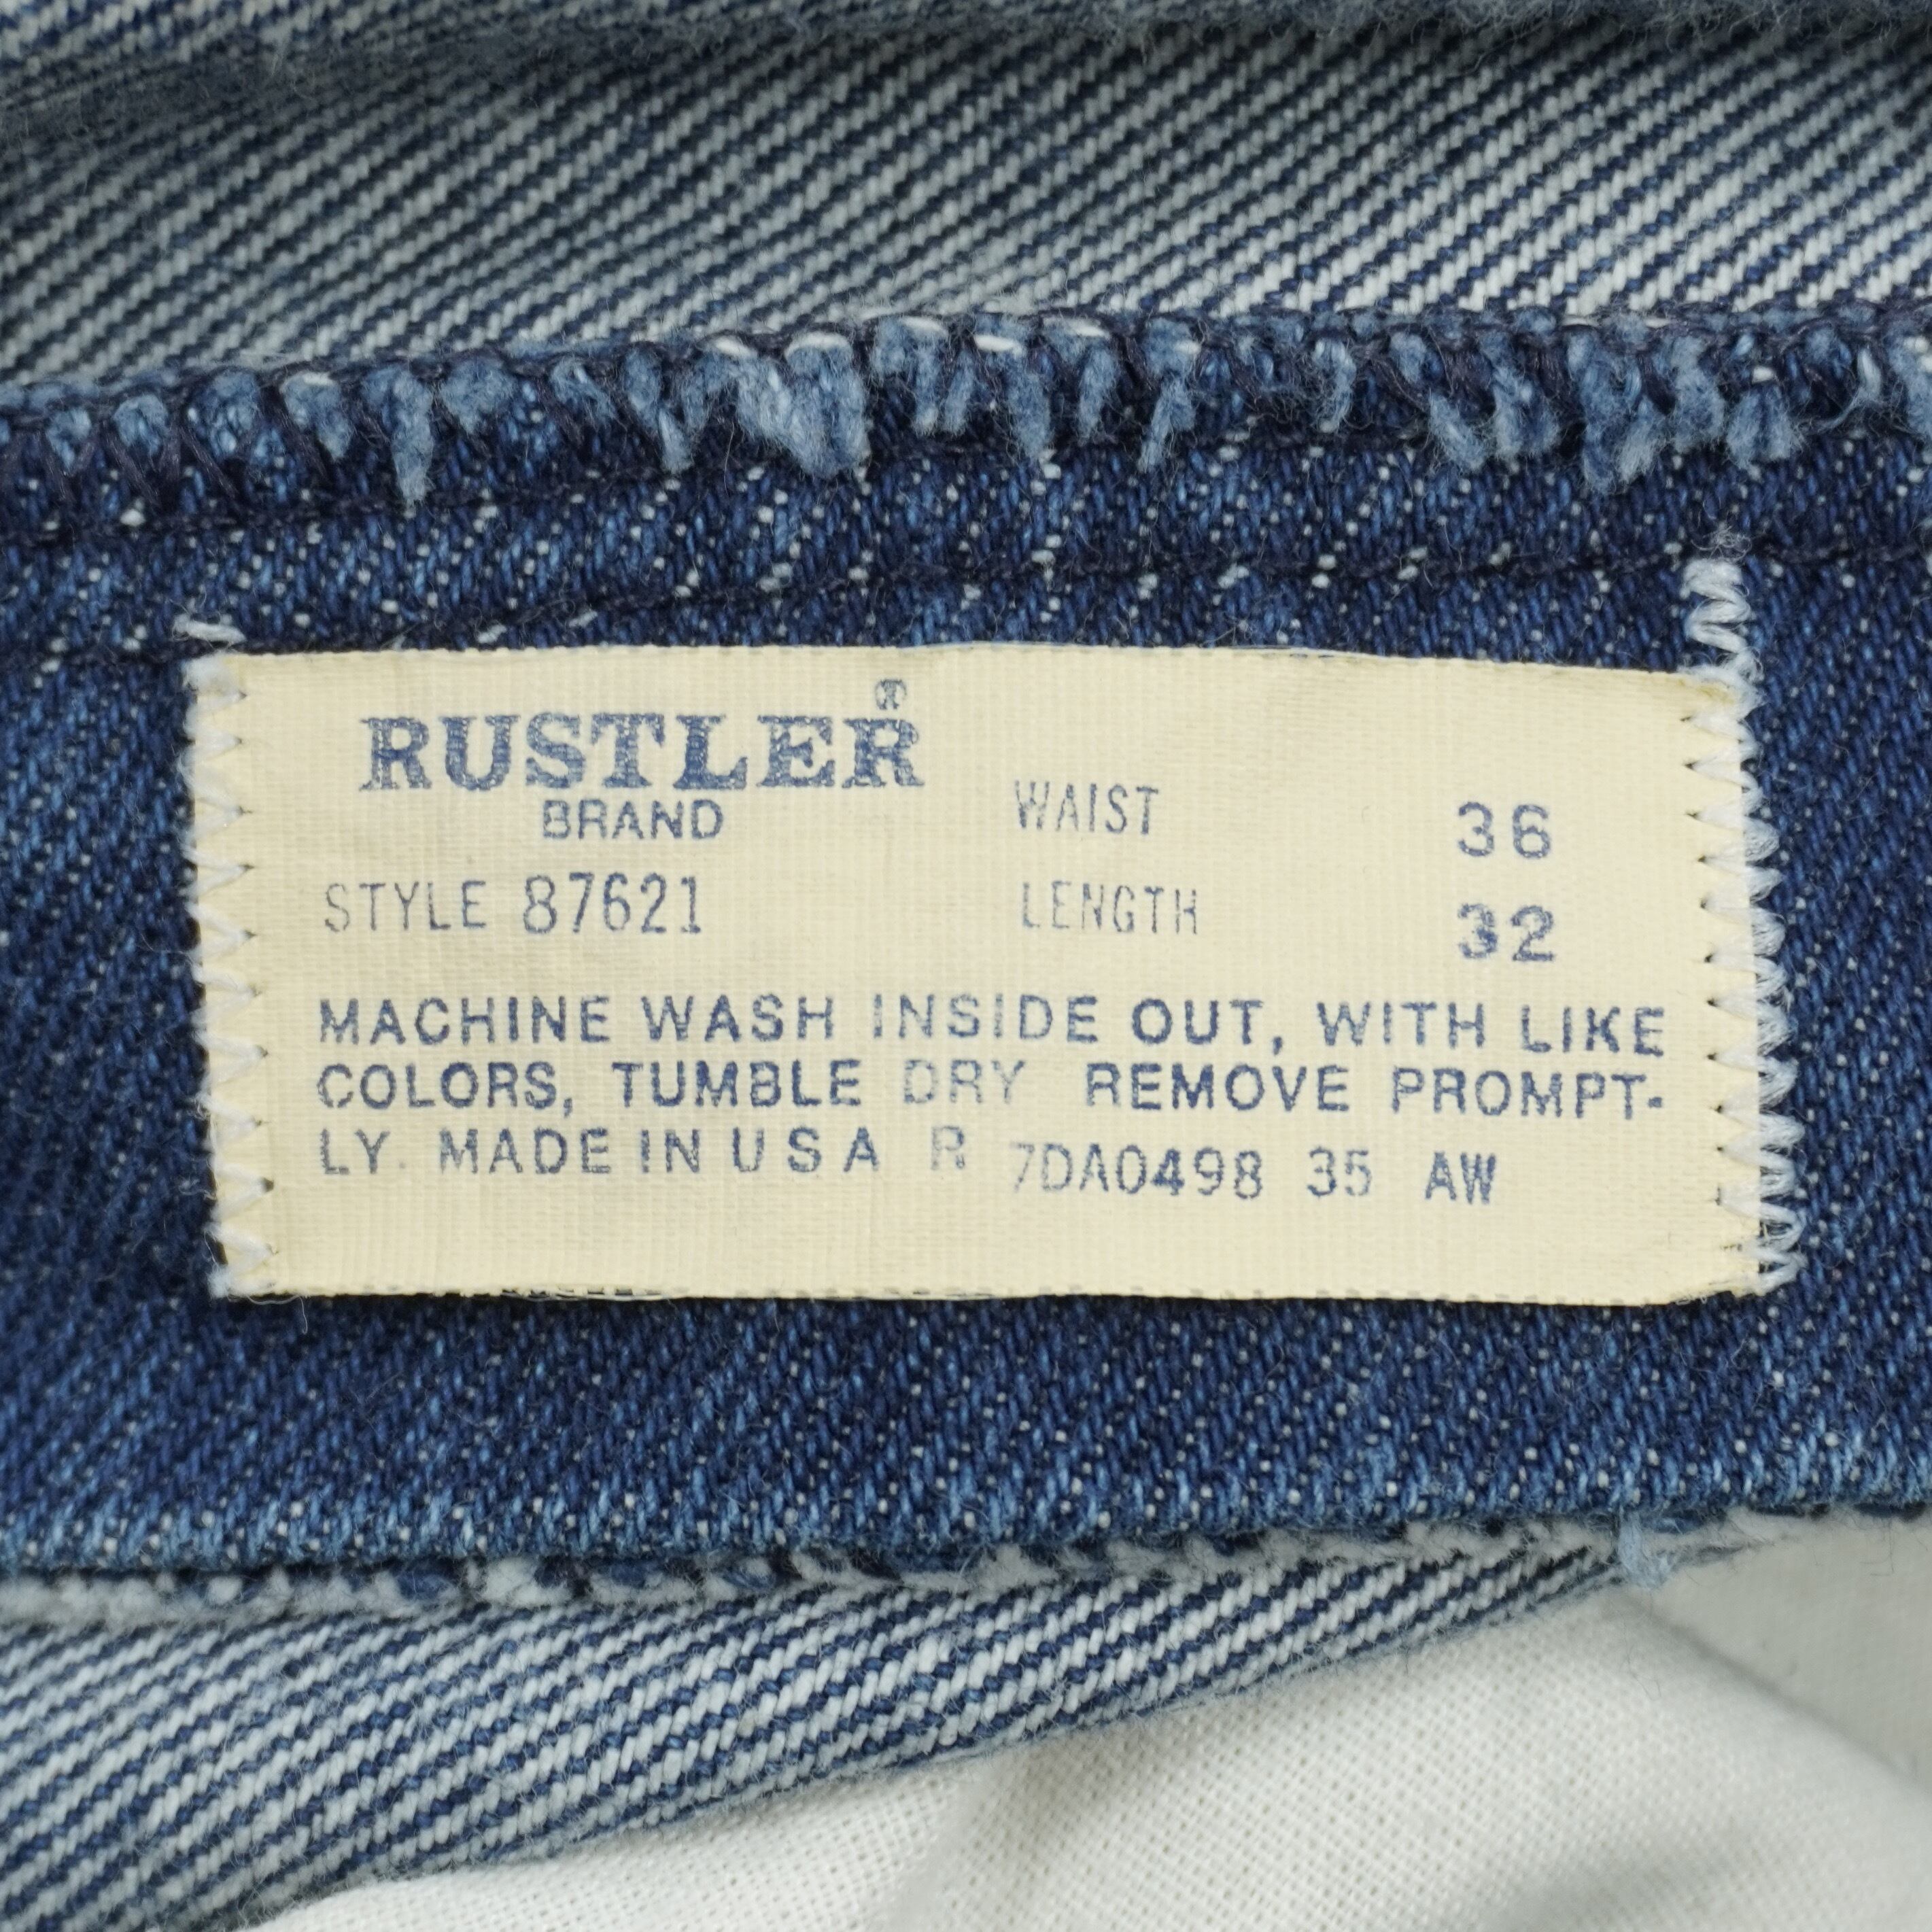 RUSTLER®
BRAND
STYLE 87621
WAIST 36
LENGTH 32
MACHINE WASH INSIDE OUT, WITH LIKE
COLORS, TUMBLE DRY REMOVE PROMPT-
LY. MADE IN U S A R 7DA0498 35 AW